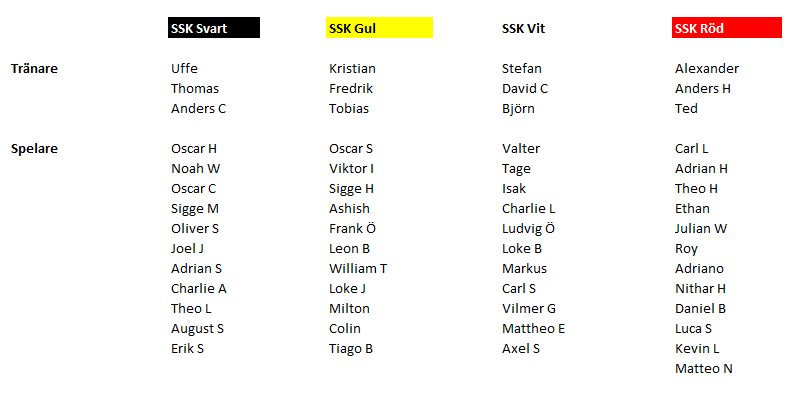 SSK Svart SSK Gul SSK Vit SSK Röd
Tränare Uffe Kristian Stefan Alexander
Thomas Fredrik David C Anders H
Anders C Tobias Björn Ted
Spelare Oscar H Oscar S Valter Carl L
Noah W Viktor I Tage Adrian H
Oscar C Sigge H Isak Theo H
Sigge M Ashish Charlie L Ethan
Oliver S Frank Ö Ludvig Ö Julian W
Joel J Leon B Loke B Roy
Adrian S William T Markus Adriano
Charlie A Loke J Carl S Nithar H
Theo L Milton Vilmer G Daniel B
August S Colin Mattheo E Luca S
Erik S Tiago B Axel S Kevin L
Matteo N